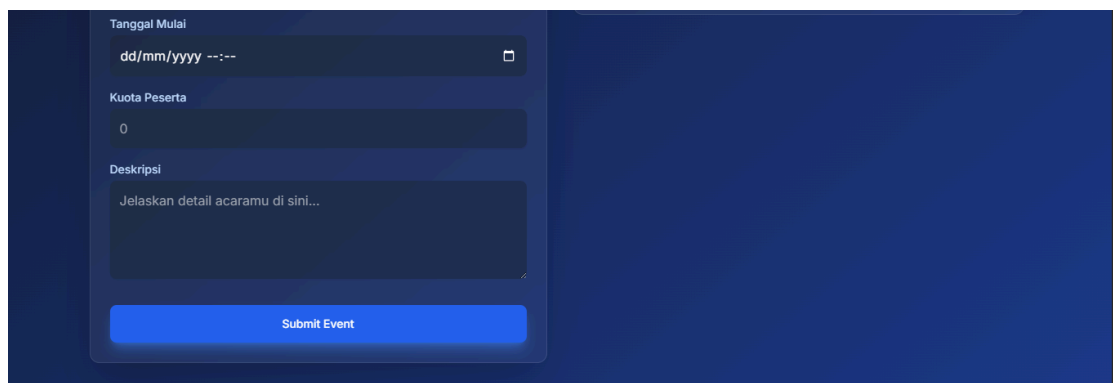 Tanggal Mulai
dd/mm/yyyy --:--
Kuota Peserta
0
Deskripsi
Jelaskan detail acaramu di sini...
Submit Event